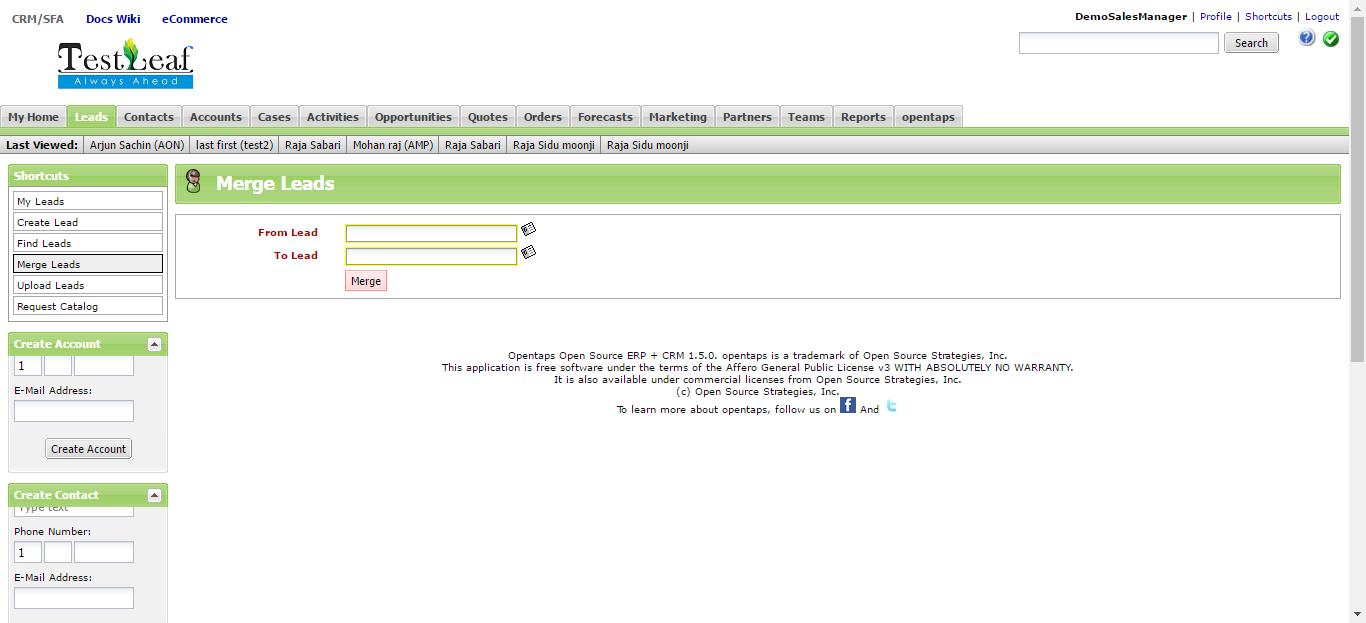 CRM/SFA Docs Wiki eCommerce
DemoSalesManager | Profile | Shortcuts | Logout
Search
TestLeaf
Always Ahead
My Home Leads Contacts Accounts Cases Activities Opportunities Quotes Orders Forecasts Marketing Partners Teams Reports opentaps
Last Viewed: Arjun Sachin (AON) last first (test2) Raja Sabari Mohan raj (AMP) Raja Sabari Raja Sidu moonji Raja Sidu moonji
Shortcuts
My Leads
Create Lead
Find Leads
Merge Leads
Upload Leads
Request Catalog
Create Account
1
E-Mail Address:
Create Account
Create Contact
Type text
Phone Number:
1
E-Mail Address:
Merge Leads
From Lead
To Lead
Merge
Opentaps Open Source ERP + CRM 1.5.0. opentaps is a trademark of Open Source Strategies, Inc.
This application is free software under the terms of the Affero General Public License v3 WITH ABSOLUTELY NO WARRANTY.
It is also available under commercial licenses from Open Source Strategies, Inc.
(c) Open Source Strategies, Inc.
To learn more about opentaps, follow us on f And t